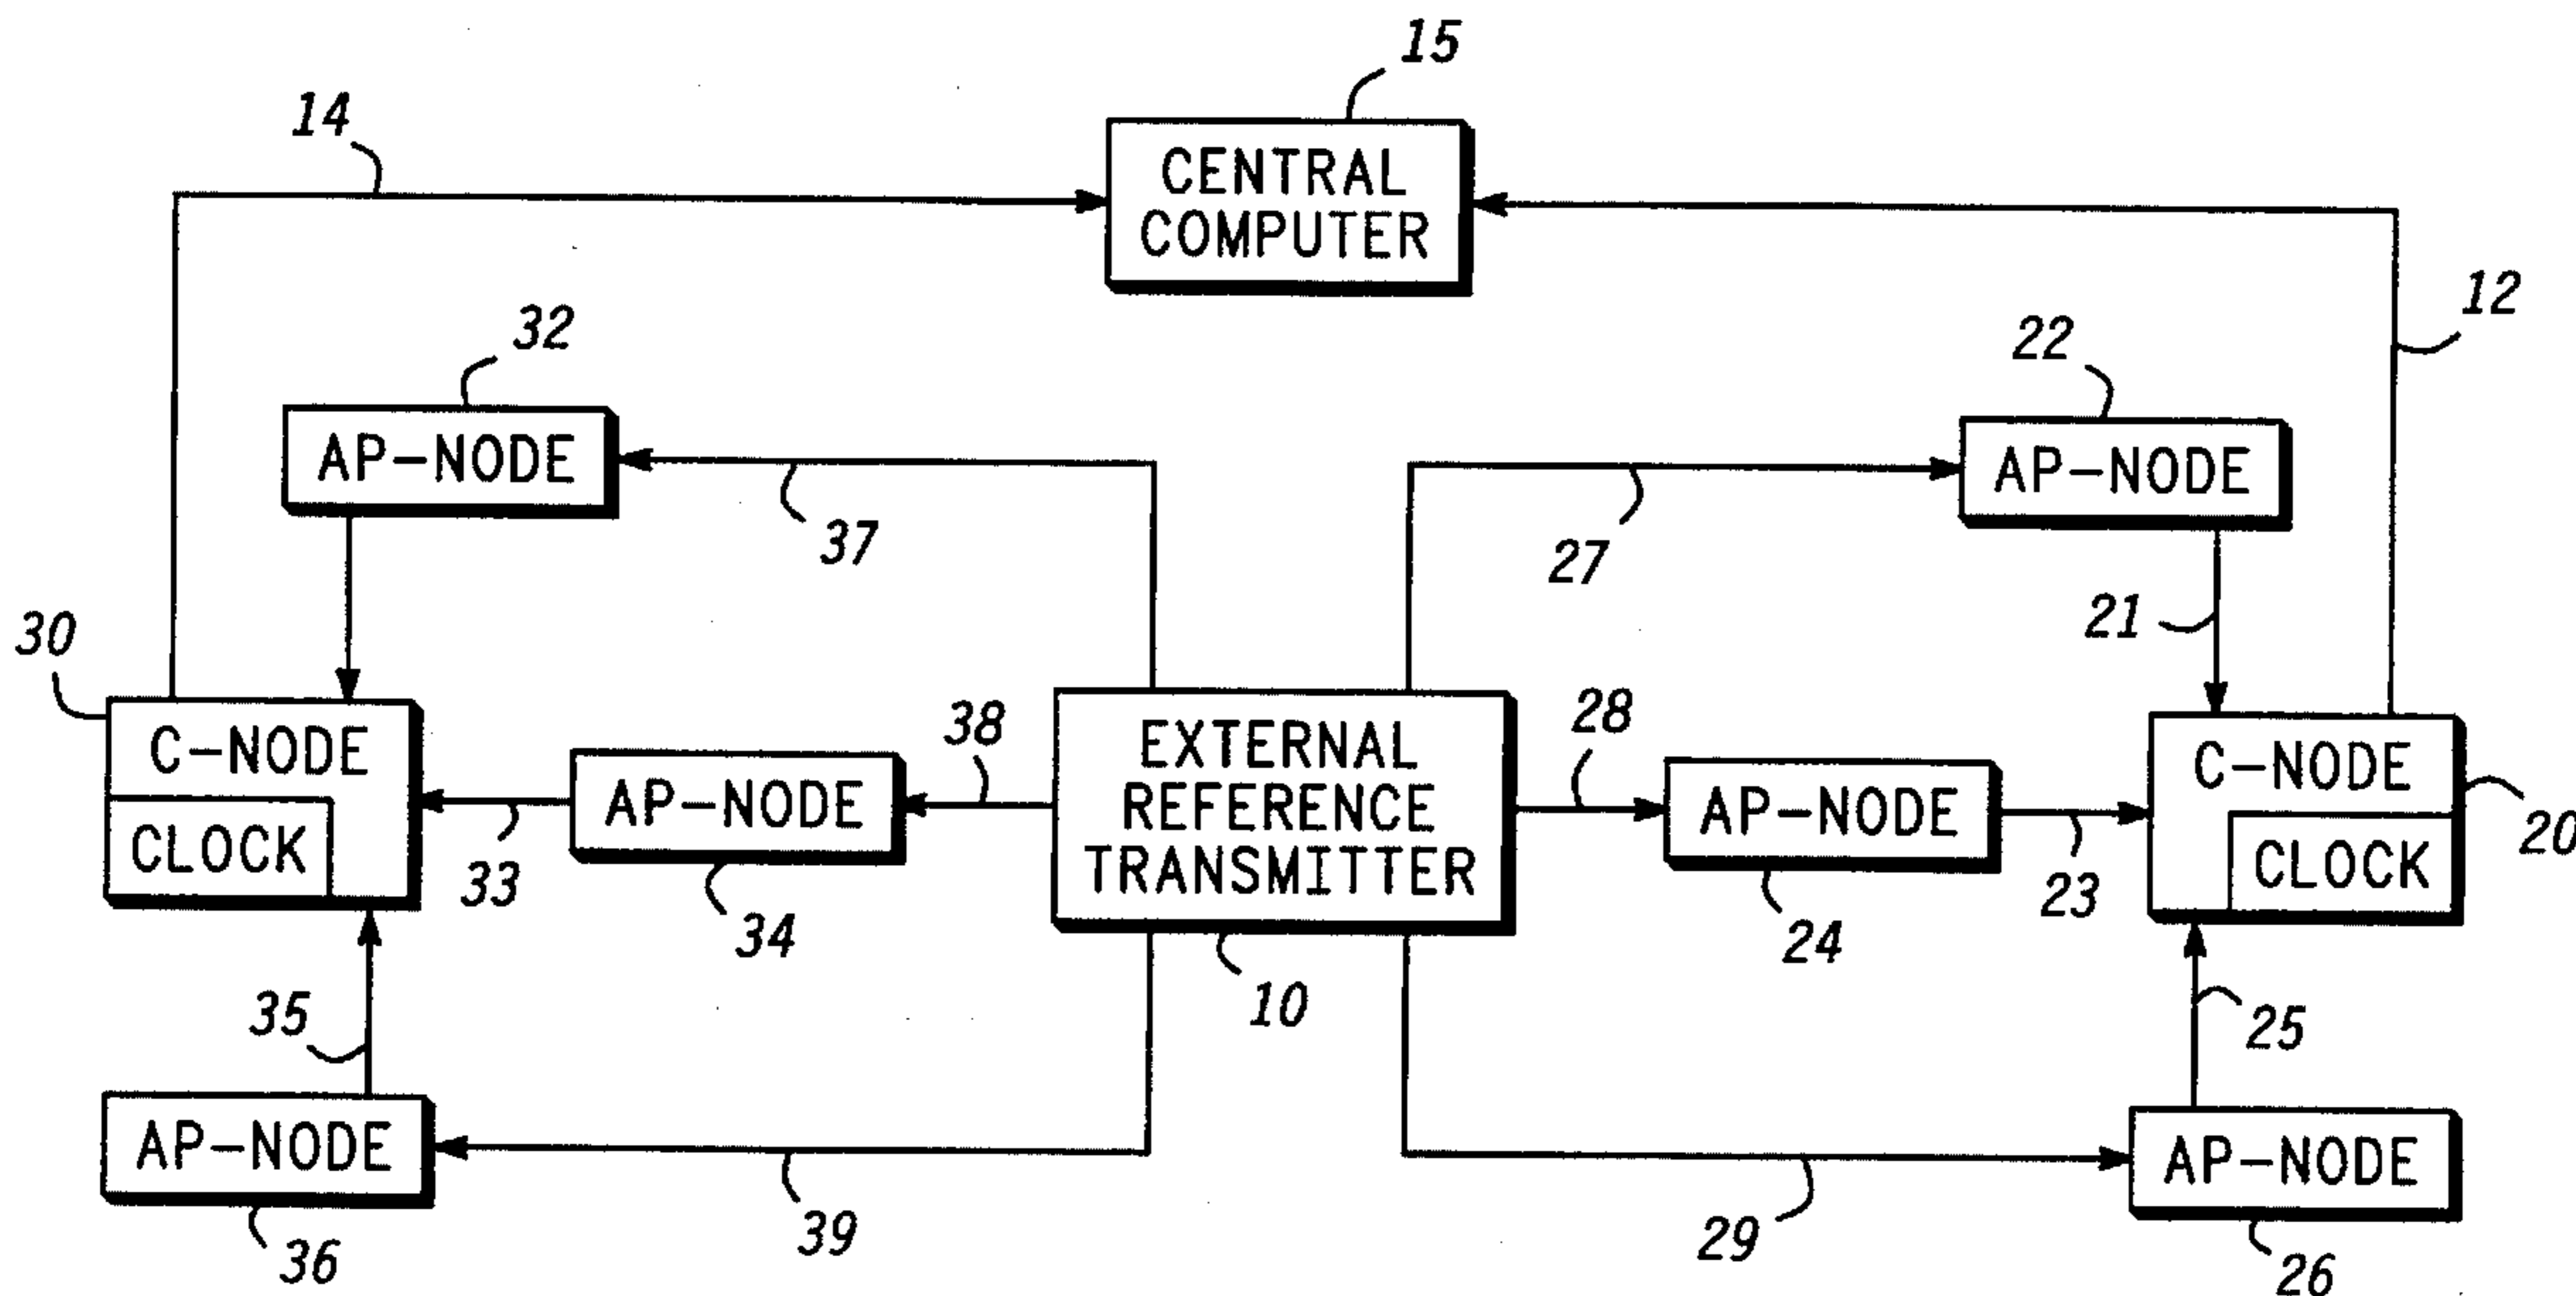 15
14
CENTRAL
COMPUTER
12
32
22
AP-NODE
AP-NODE
37
27
21
30
38
28
C-NODE
CLOCK
AP-NODE
EXTERNAL
REFERENCE
TRANSMITTER
AP-NODE
C-NODE
CLOCK
20
33
34
24
23
10
35
25
AP-NODE
AP-NODE
39
29
36
26